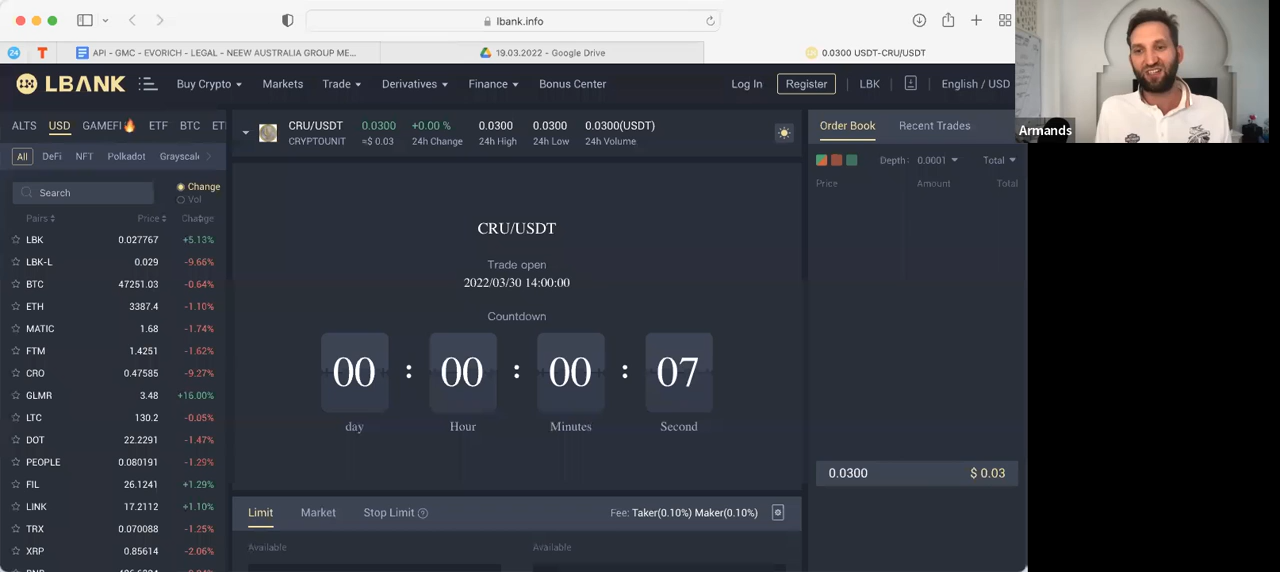 lbank.info
24 T API - GMC - EVORICH - LEGAL - NEEW AUSTRALIA GROUP ME... 19.03.2022 - Google Drive 0.0300 USDT-CRU/USDT
LBANK Buy Crypto Markets Trade Derivatives Finance Bonus Center Log In Register LBK English / USD
Armands
ALTS USD GAMEFI ETF BTC ET
CRU/USDT 0.0300 +0.00 % 0.0300 0.0300 0.0300(USDT)
CRYPTOUNIT ≈$ 0.03 24h Change 24h High 24h Low 24h Volume
Order Book Recent Trades
All DeFi NFT Polkadot Grayscale
Depth: 0.0001 Total
Price Amount Total
Search Change
Vol
Pairs Price Change
LBK 0.027767 +5.13%
LBK-L 0.029 -9.66%
BTC 47251.03 -0.64%
ETH 3387.4 -1.10%
MATIC 1.68 -1.74%
FTM 1.4251 -1.62%
CRO 0.47585 -9.27%
GLMR 3.48 +16.00%
LTC 130.2 -0.05%
DOT 22.2291 -1.47%
PEOPLE 0.080191 -1.29%
FIL 26.1241 +1.29%
LINK 17.2112 +1.10%
TRX 0.070088 -1.25%
XRP 0.85614 -2.06%
CRU/USDT
Trade open
2022/03/30 14:00:00
Countdown
00 : 00 : 00 : 07
day Hour Minutes Second
0.0300 $ 0.03
Limit Market Stop Limit Fee: Taker(0.10%) Maker(0.10%)
Available Available